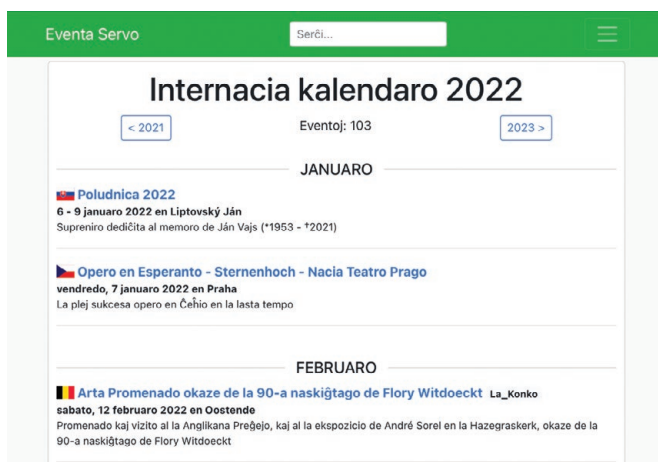 Eventa Servo
Serĉi...
Internacia kalendaro 2022
< 2021
Eventoj: 103
2023 >
JANUARO
Poludnica 2022
6 - 9 januaro 2022 en Liptovský Ján
Supreniro dediĉita al memoro de Ján Vajs (*1953 - †2021)
Opero en Esperanto - Sternenhoch - Nacia Teatro Prago
vendredo, 7 januaro 2022 en Praha
La plej sukcesa opero en Ĉeĥio en la lasta tempo
FEBRUARO
Arta Promenado okaze de la 90-a naskiĝtago de Flory Witdoeckt La_Konko
sabato, 12 februaro 2022 en Oostende
Promenado kaj vizito al la Anglikana Preĝejo, kaj al la ekspozicio de André Sorel en la Hazegraskerk, okaze de la
90-a naskiĝtago de Flory Witdoeckt